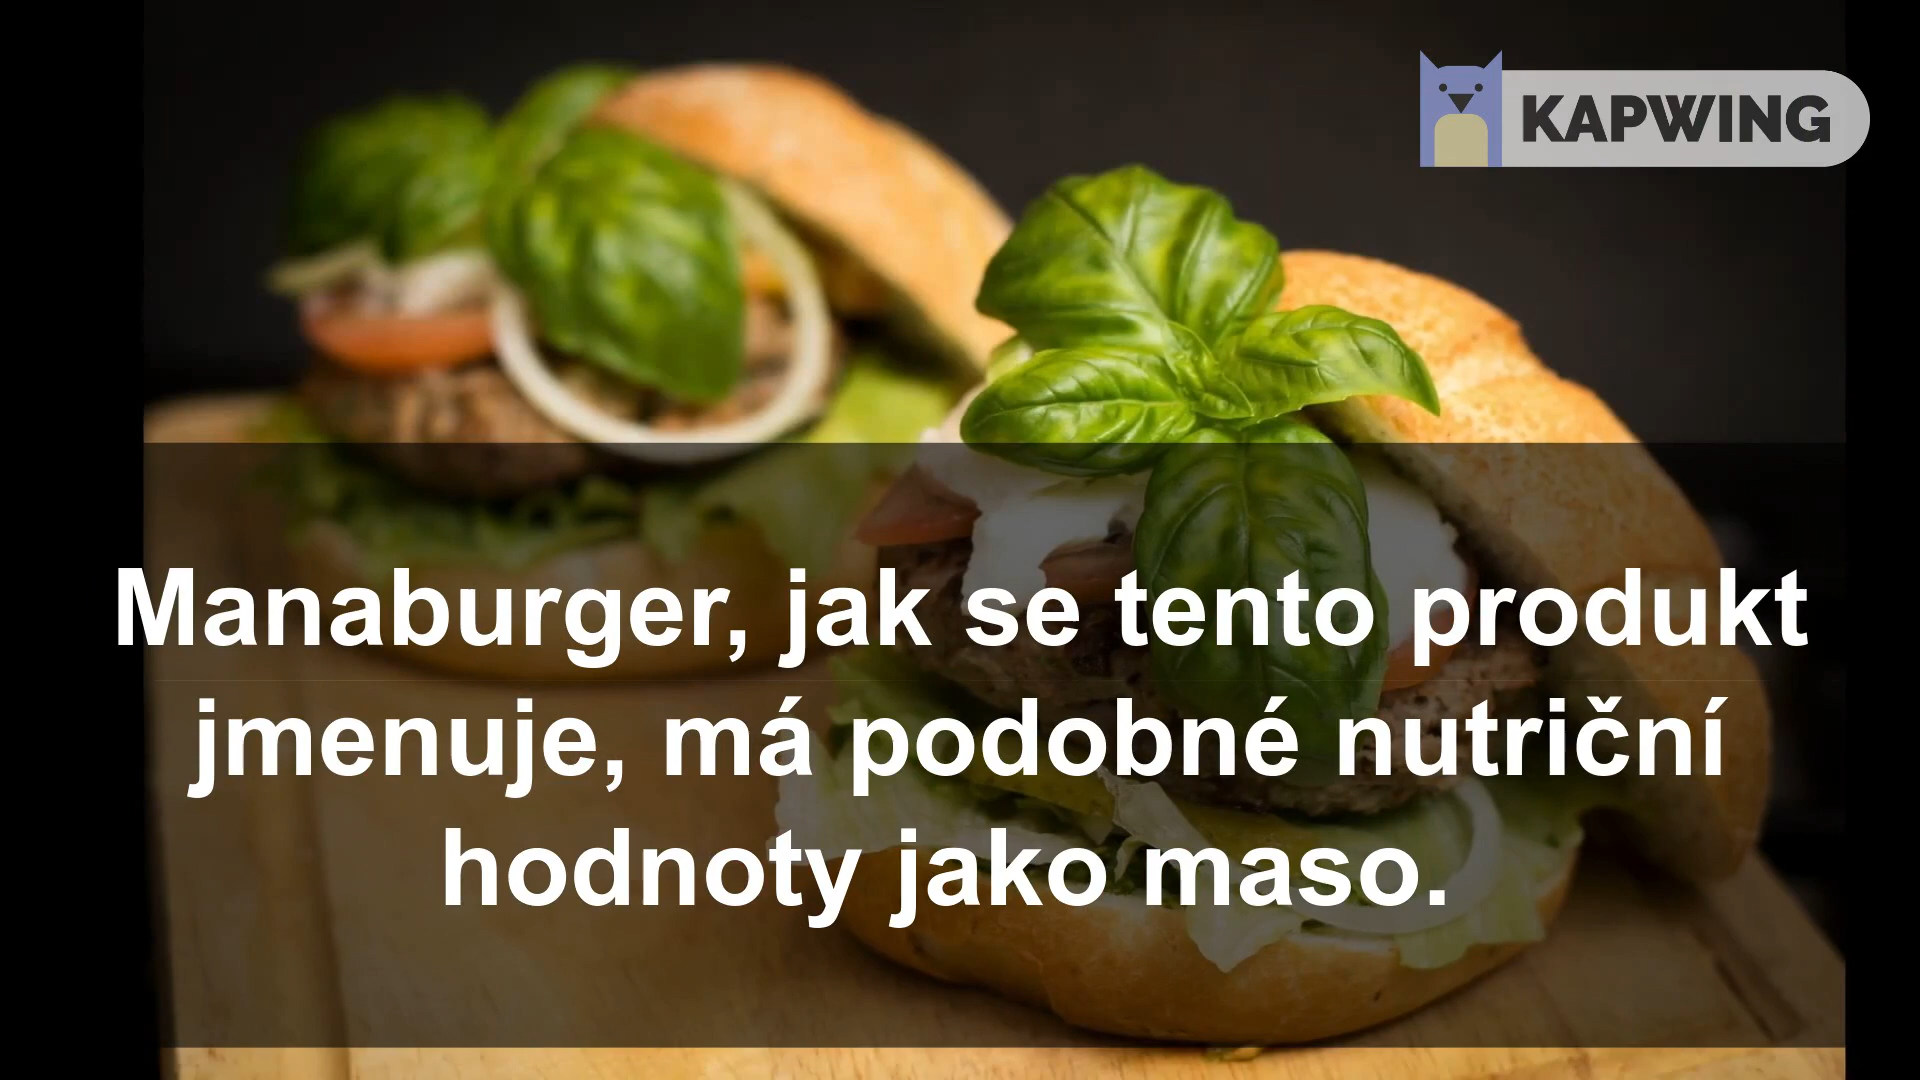 KAPWING
Manaburger, jak se tento produkt
jmenuje, má podobné nutriční
hodnoty jako maso.